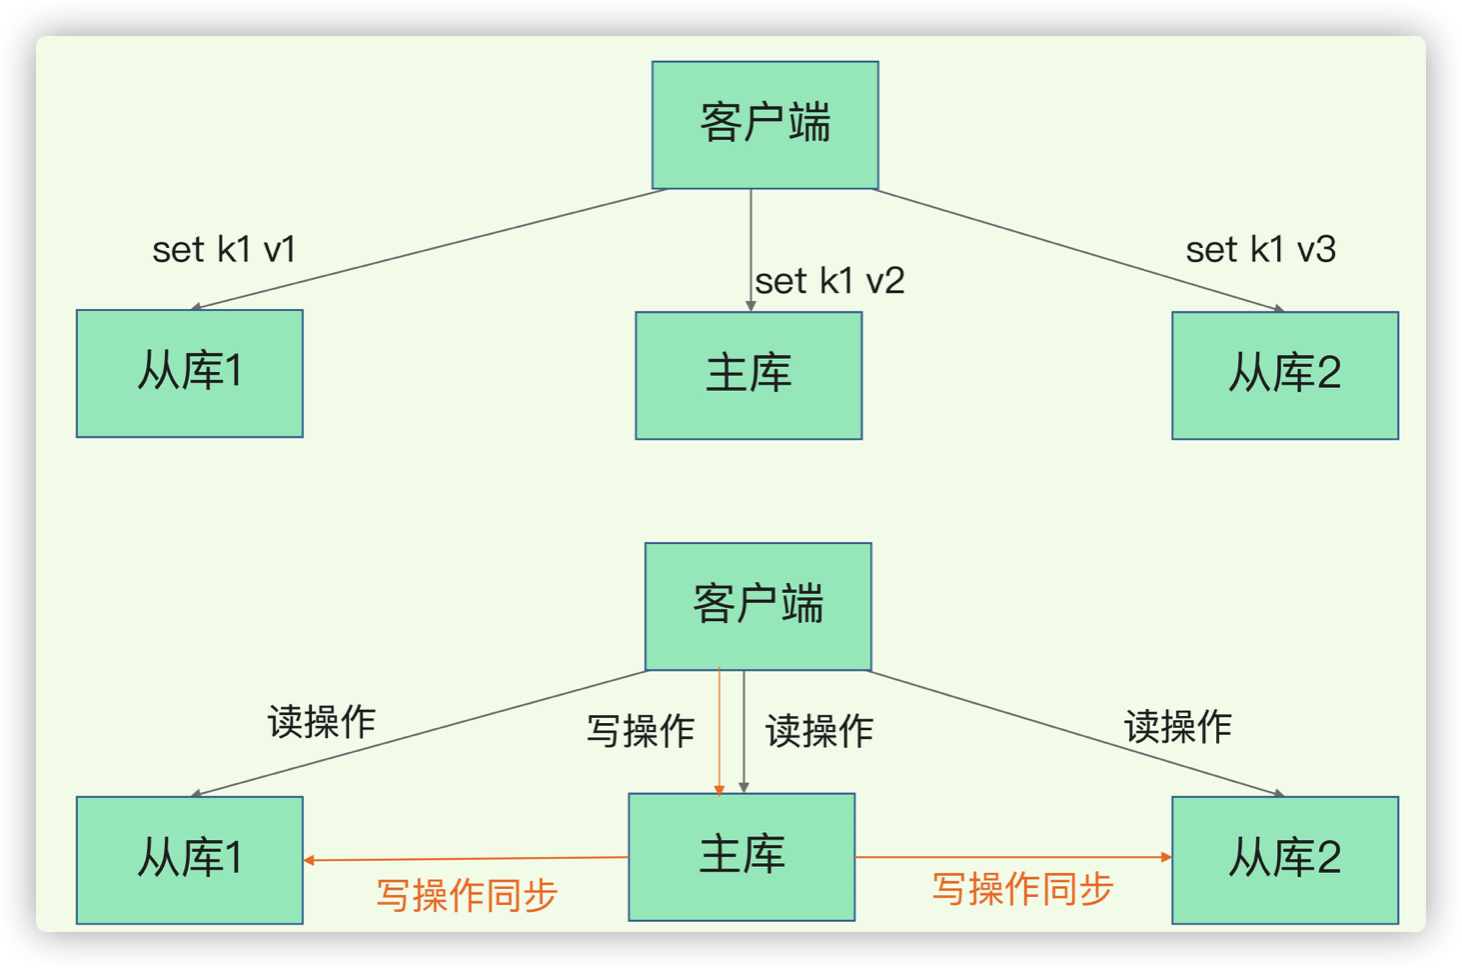 客户端
set k1 v1
set k1 v2
set k1 v3
从库1
主库
从库2
客户端
读操作
写操作
读操作
读操作
从库1
主库
从库2
写操作同步
写操作同步